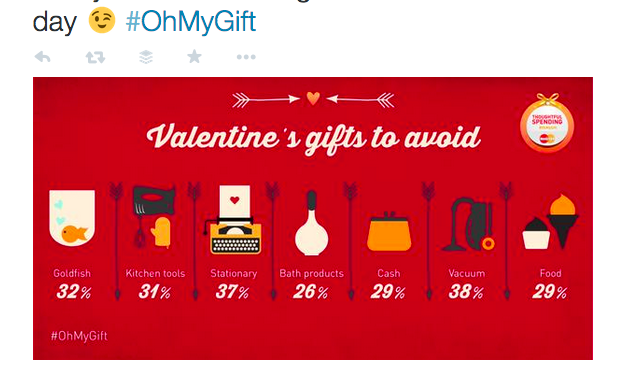 day 😉 #OhMyGift
Valentine's gifts to avoid
THOUGHTFUL
SPENDING
Goldfish Kitchen tools Stationary Bath products Cash Vacuum Food
32% 31% 37% 26% 29% 38% 29%
#OhMyGift